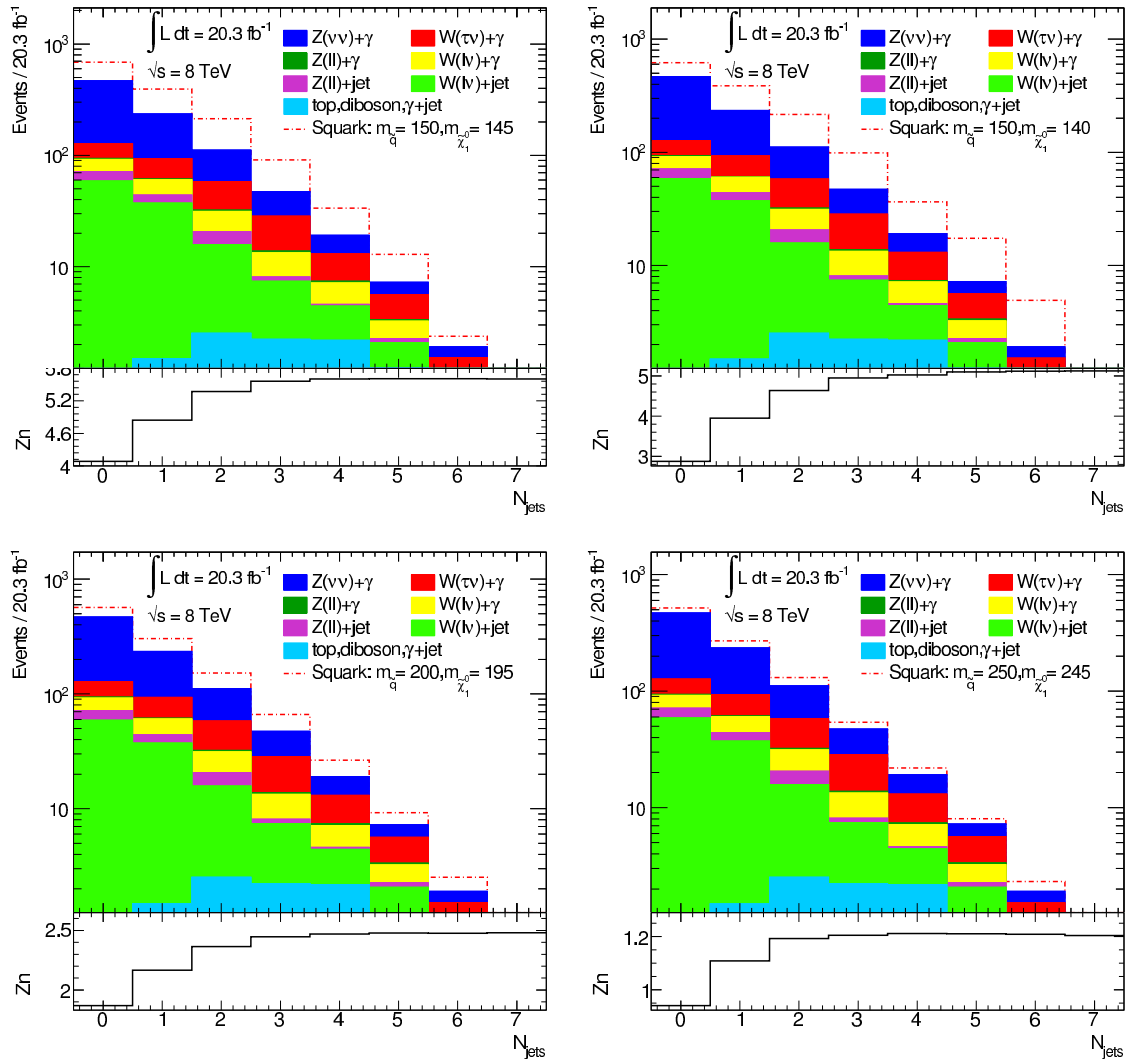 Events / 20.3 fb⁻¹
10³
10²
10
∫ L dt = 20.3 fb⁻¹
√s = 8 TeV
Z(νν)+γ W(τν)+γ
Z(ll)+γ W(lν)+γ
Z(ll)+jet W(lν)+jet
top,diboson,γ+jet
Squark: m_q̃ = 150,m_χ̃₁⁰ = 145
Zn
5.8
5.2
4.6
4
0 1 2 3 4 5 6 7
N_jets
Events / 20.3 fb⁻¹
10³
10²
10
∫ L dt = 20.3 fb⁻¹
√s = 8 TeV
Z(νν)+γ W(τν)+γ
Z(ll)+γ W(lν)+γ
Z(ll)+jet W(lν)+jet
top,diboson,γ+jet
Squark: m_q̃ = 150,m_χ̃₁⁰ = 140
Zn
5
4
3
0 1 2 3 4 5 6 7
N_jets
Events / 20.3 fb⁻¹
10³
10²
10
∫ L dt = 20.3 fb⁻¹
√s = 8 TeV
Z(νν)+γ W(τν)+γ
Z(ll)+γ W(lν)+γ
Z(ll)+jet W(lν)+jet
top,diboson,γ+jet
Squark: m_q̃ = 200,m_χ̃₁⁰ = 195
Zn
2.5
2
0 1 2 3 4 5 6 7
N_jets
Events / 20.3 fb⁻¹
10³
10²
10
∫ L dt = 20.3 fb⁻¹
√s = 8 TeV
Z(νν)+γ W(τν)+γ
Z(ll)+γ W(lν)+γ
Z(ll)+jet W(lν)+jet
top,diboson,γ+jet
Squark: m_q̃ = 250,m_χ̃₁⁰ = 245
Zn
1.2
1
0 1 2 3 4 5 6 7
N_jets